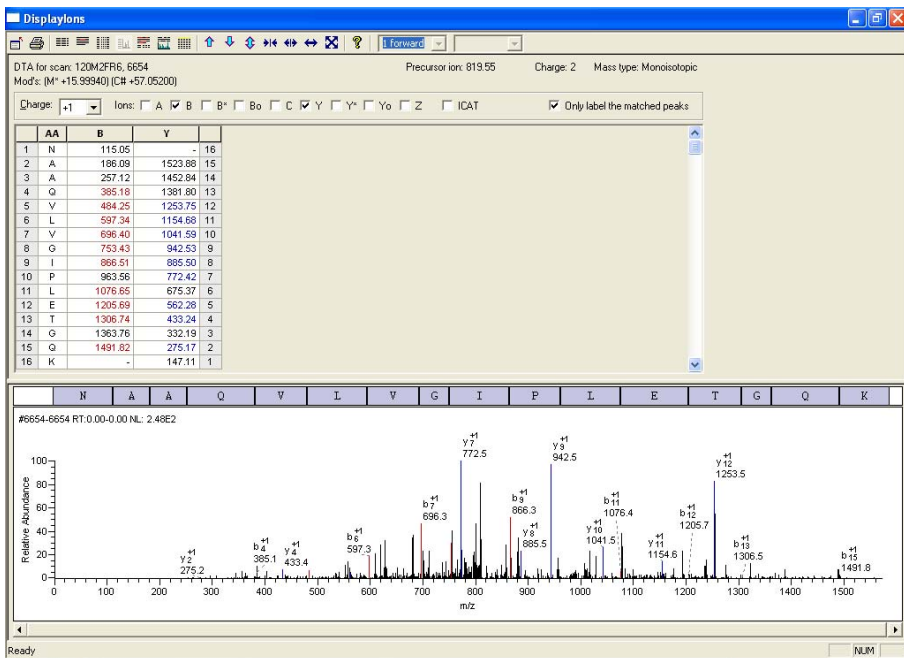 DisplayIons
1 forward
DTA for scan: 120M2FR6, 6654 Precursor ion: 819.55 Charge: 2 Mass type: Monoisotopic
Mod's: (M* +15.99940) (C# +57.05200)
Charge: +1 Ions: A B B* Bo C Y Y* Yo Z ICAT Only label the matched peaks
AA B Y
1 N 115.05 - 16
2 A 186.09 1523.88 15
3 A 257.12 1452.84 14
4 Q 385.18 1381.80 13
5 V 484.25 1253.75 12
6 L 597.34 1154.68 11
7 V 696.40 1041.59 10
8 G 753.43 942.53 9
9 I 866.51 885.50 8
10 P 963.56 772.42 7
11 L 1076.65 675.37 6
12 E 1205.69 562.28 5
13 T 1306.74 433.24 4
14 G 1363.76 332.19 3
15 Q 1491.82 275.17 2
16 K - 147.11 1
N A A Q V L V G I P L E T G Q K
#6654-6654 RT:0.00-0.00 NL: 2.48E2
Relative Abundance
100
80
60
40
20
0
y2 +1 275.2
b4 +1 385.1
y4 +1 433.4
b6 +1 597.3
b7 +1 696.3
y7 +1 772.5
b9 +1 866.3
y8 +1 885.5
y9 +1 942.5
y10 +1 1041.5
b11 +1 1076.4
y11 +1 1154.6
b12 +1 1205.7
y12 +1 1253.5
b13 +1 1306.5
b15 +1 1491.8
0 100 200 300 400 500 600 700 800 900 1000 1100 1200 1300 1400 1500
m/z
Ready NUM